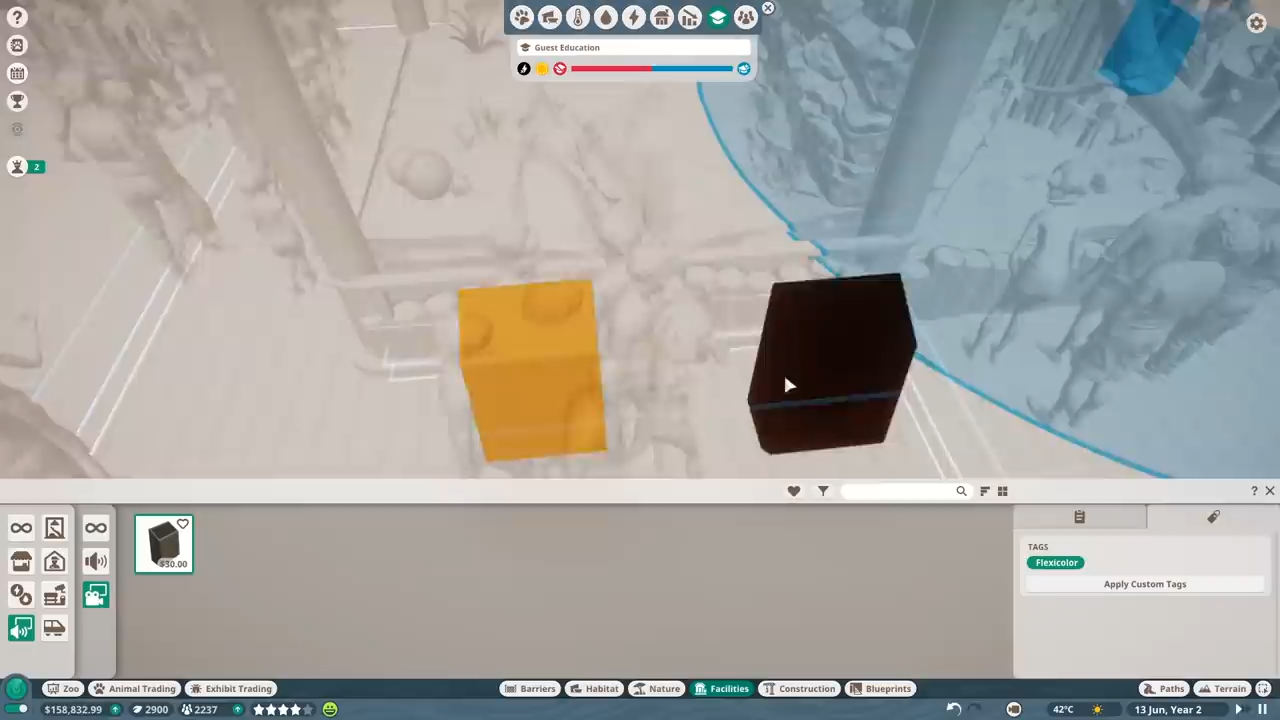 Guest Education
2
$30.00
TAGS
Flexicolor
Apply Custom Tags
Zoo
Animal Trading
Exhibit Trading
Barriers
Habitat
Nature
Facilities
Construction
Blueprints
Paths
Terrain
$158,832.99
2900
2237
42°C
13 Jun, Year 2